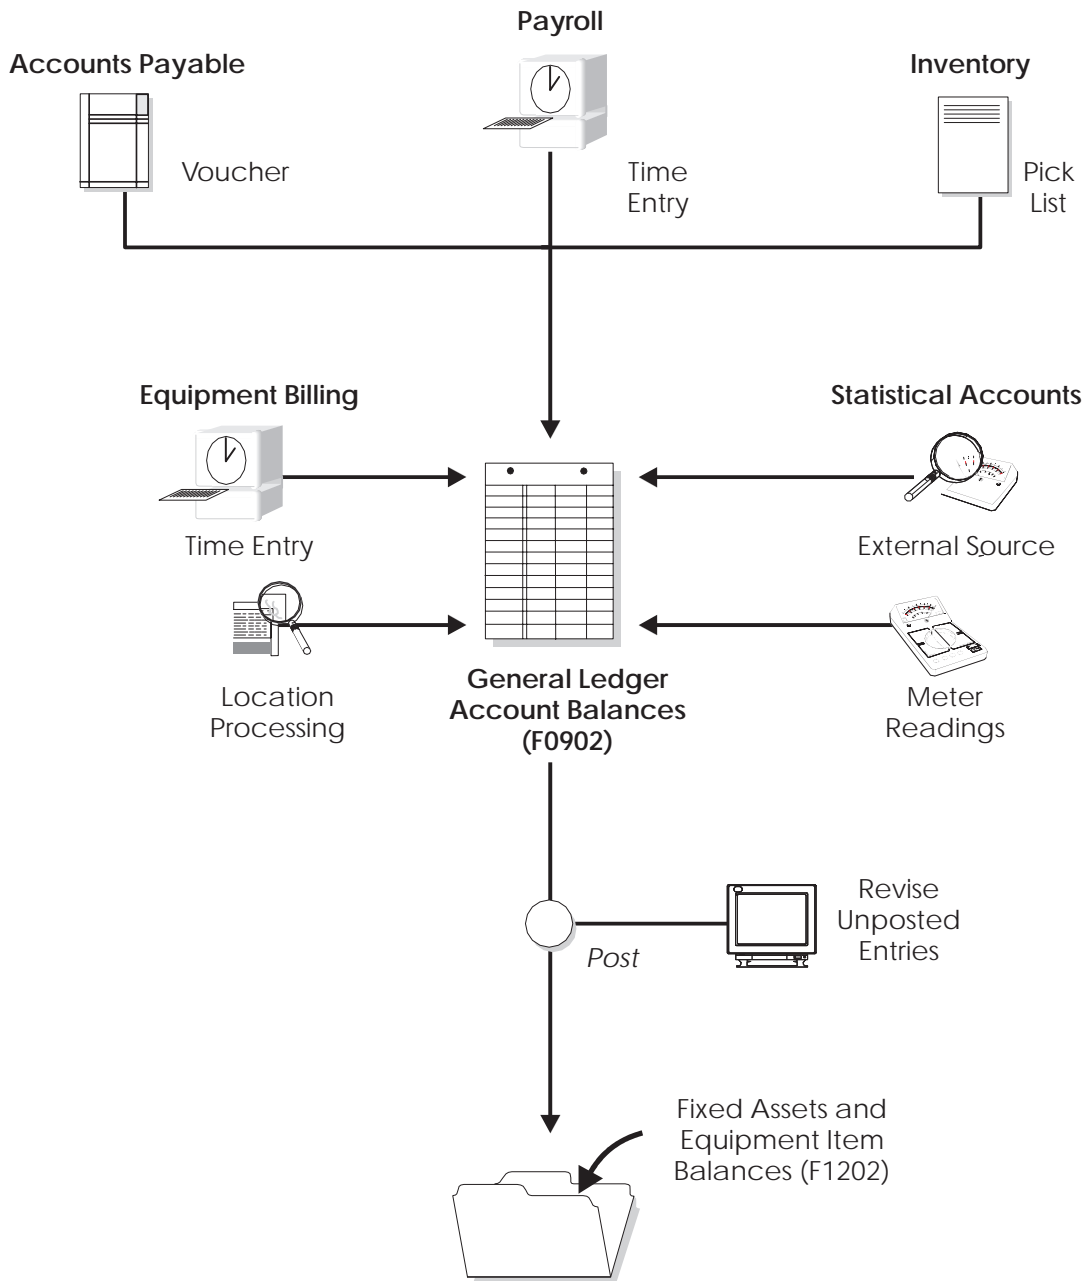 Payroll
Accounts Payable
Inventory
Voucher
Time
Entry
Pick
List
Equipment Billing
Statistical Accounts
Time Entry
External Source
Location
Processing
General Ledger
Account Balances
(F0902)
Meter
Readings
Revise
Unposted
Entries
Post
Fixed Assets and
Equipment Item
Balances (F1202)